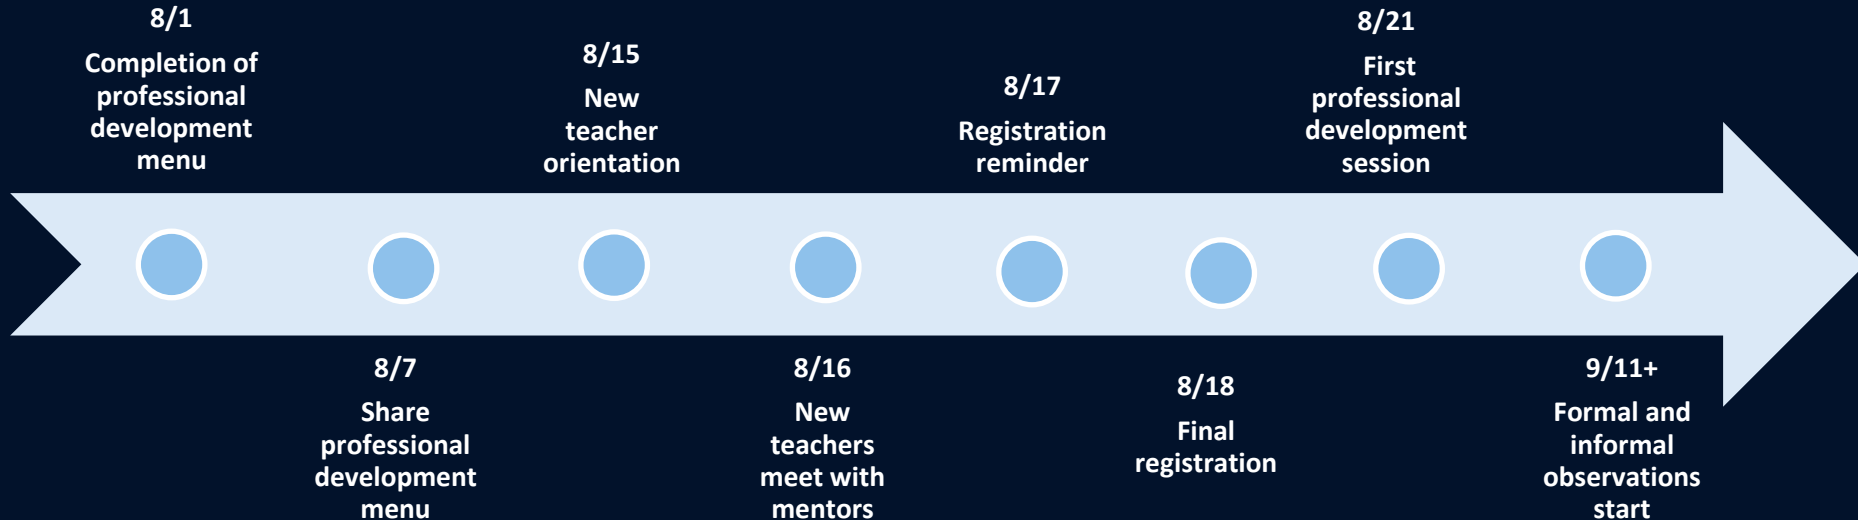 8/1
Completion of
professional
development
menu
8/7
Share
professional
development
menu
8/15
New
teacher
orientation
8/16
New
teachers
meet with
mentors
8/17
Registration
reminder
8/18
Final
registration
8/21
First
professional
development
session
9/11+
Formal and
informal
observations
start